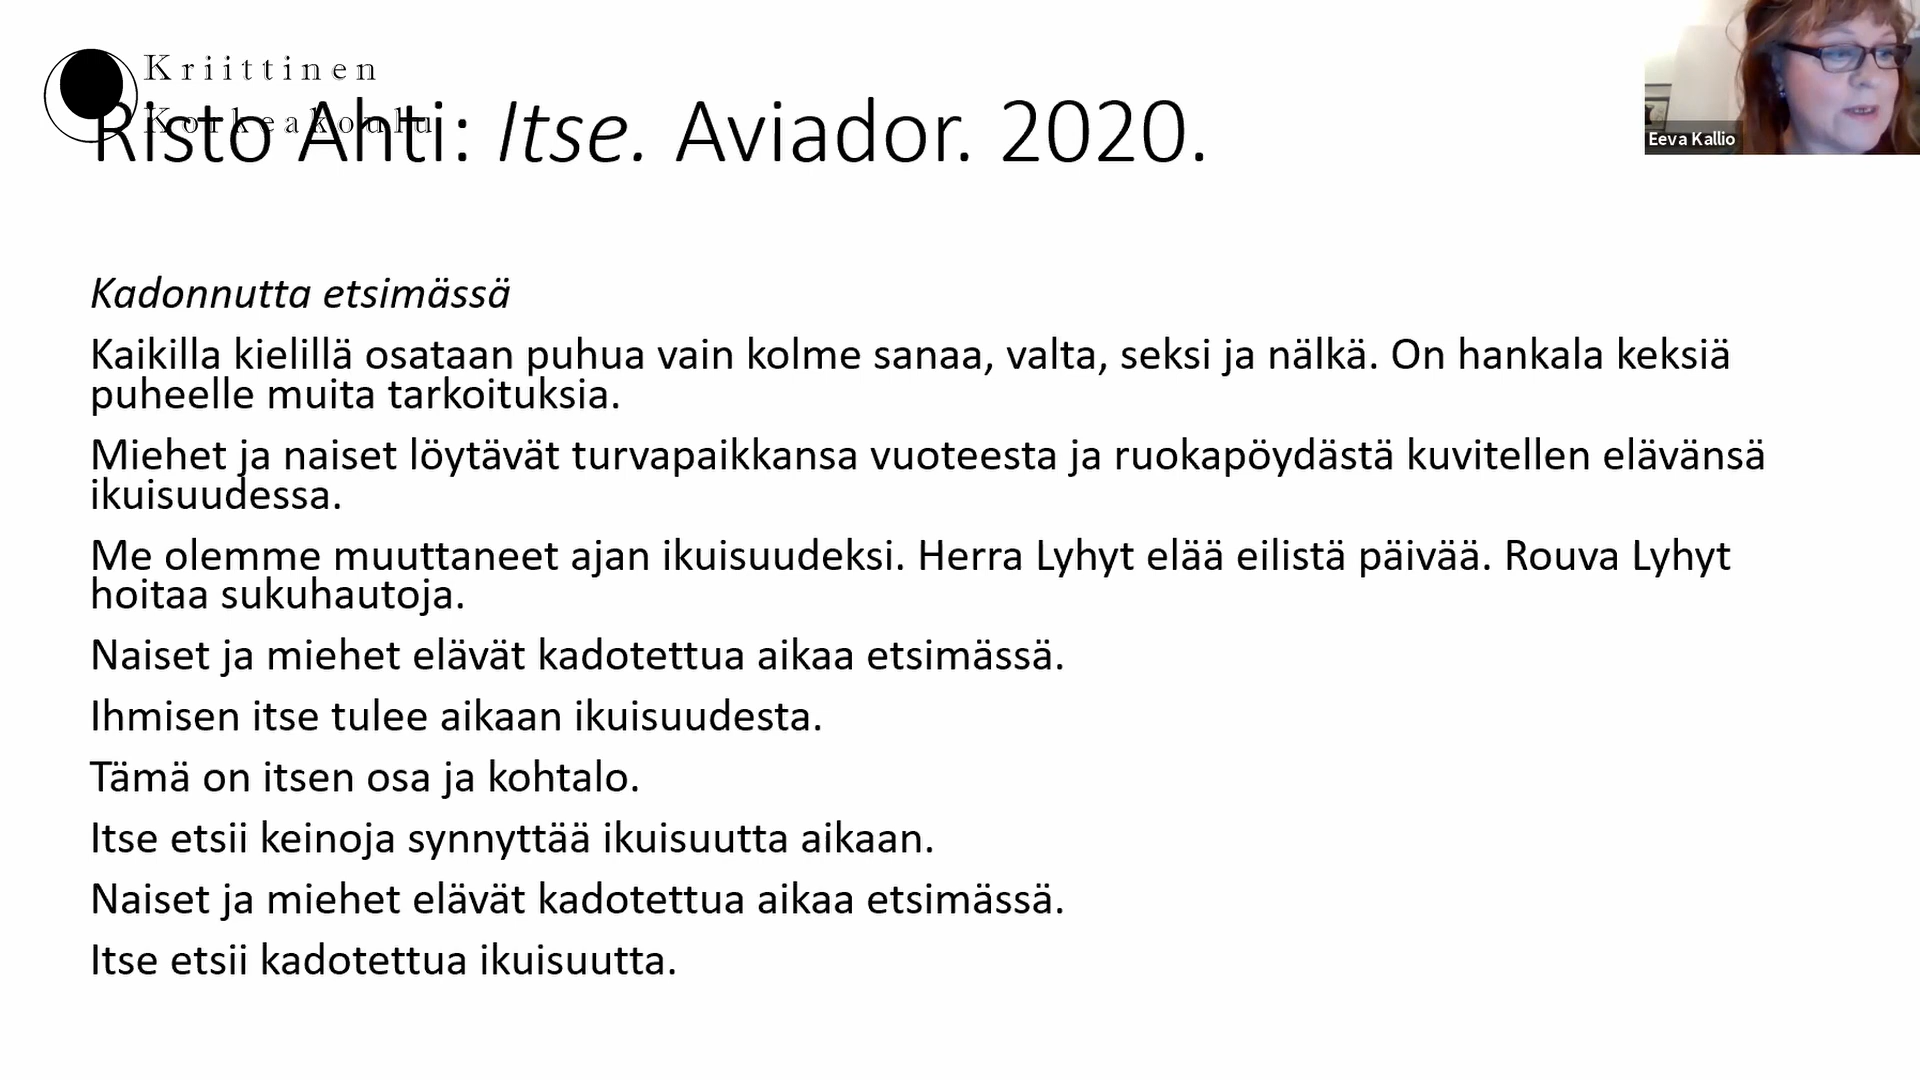 Kriittinen
Korkeakoulu
Risto Ahti: Itse. Aviador. 2020.
Eeva Kallio
Kadonnutta etsimässä
Kaikilla kielillä osataan puhua vain kolme sanaa, valta, seksi ja nälkä. On hankala keksiä
puheelle muita tarkoituksia.
Miehet ja naiset löytävät turvapaikkansa vuoteesta ja ruokapöydästä kuvitellen elävänsä
ikuisuudessa.
Me olemme muuttaneet ajan ikuisuudeksi. Herra Lyhyt elää eilistä päivää. Rouva Lyhyt
hoitaa sukuhautoja.
Naiset ja miehet elävät kadotettua aikaa etsimässä.
Ihmisen itse tulee aikaan ikuisuudesta.
Tämä on itsen osa ja kohtalo.
Itse etsii keinoja synnyttää ikuisuutta aikaan.
Naiset ja miehet elävät kadotettua aikaa etsimässä.
Itse etsii kadotettua ikuisuutta.